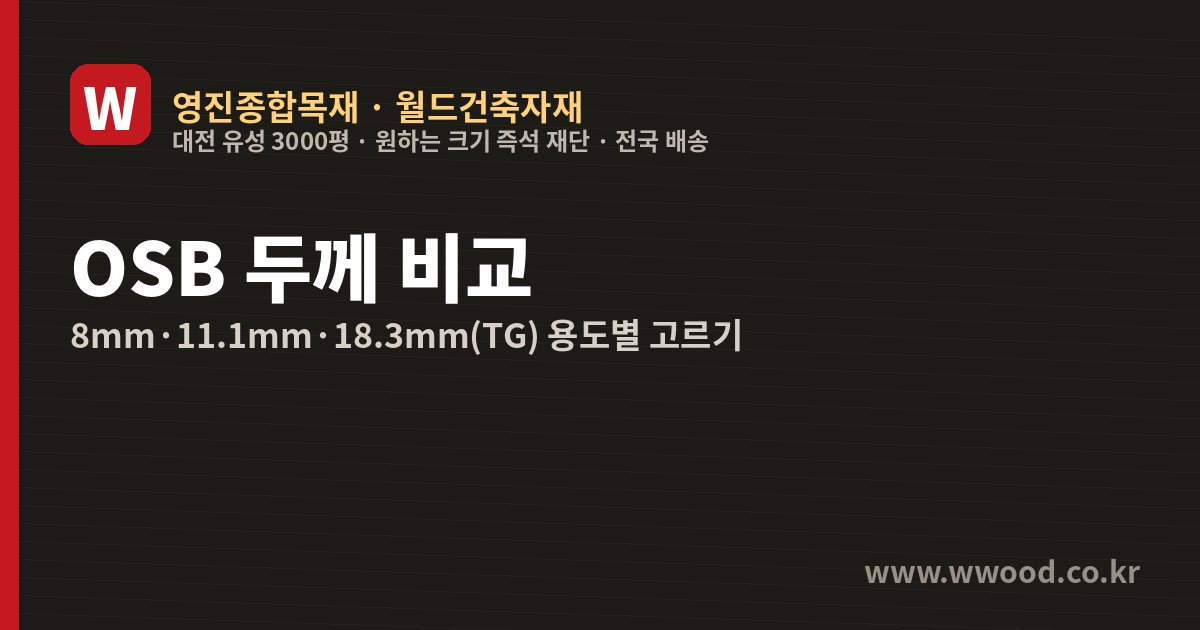 W
영진종합목재 · 월드건축자재
대전 유성 3000평 · 원하는 크기 즉석 재단 · 전국 배송
OSB 두께 비교
8mm·11.1mm·18.3mm(TG) 용도별 고르기
www.wwood.co.kr